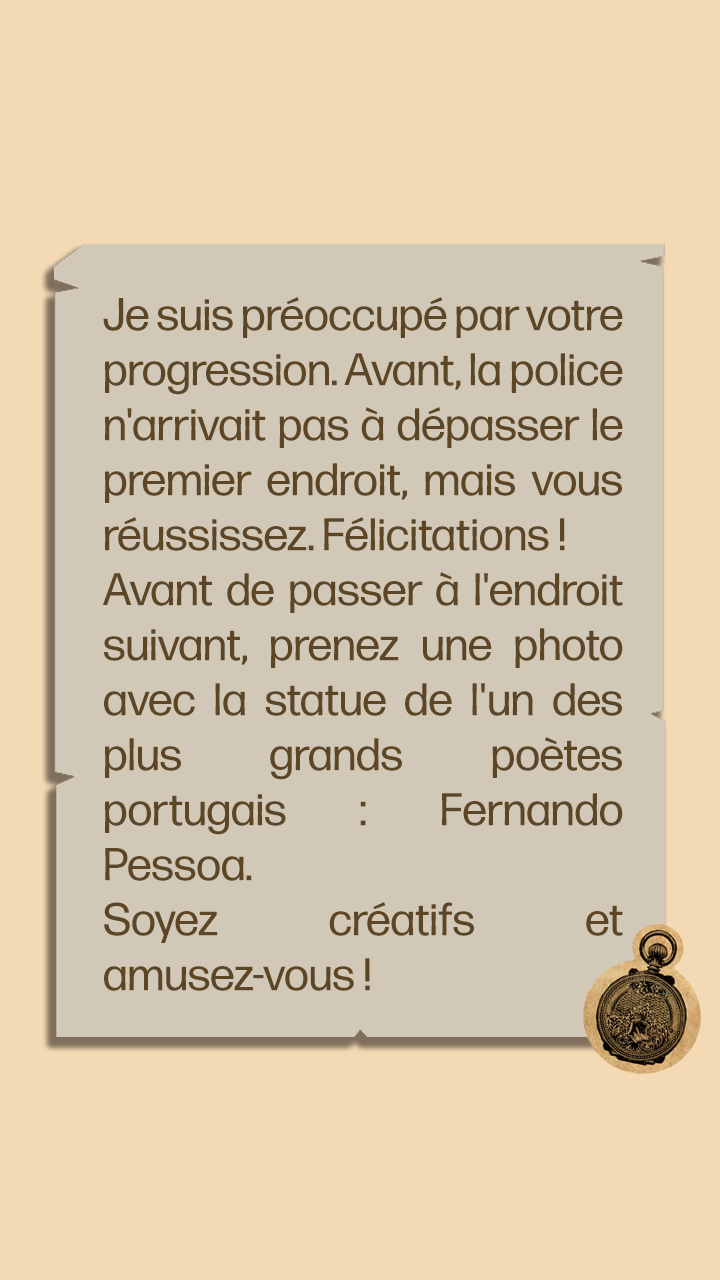 Je suis préoccupé par votre
progression. Avant, la police
n'arrivait pas à dépasser le
premier endroit, mais vous
réussissez. Félicitations !
Avant de passer à l'endroit
suivant, prenez une photo
avec la statue de l'un des
plus grands poètes
portugais : Fernando
Pessoa.
Soyez créatifs et
amusez-vous !